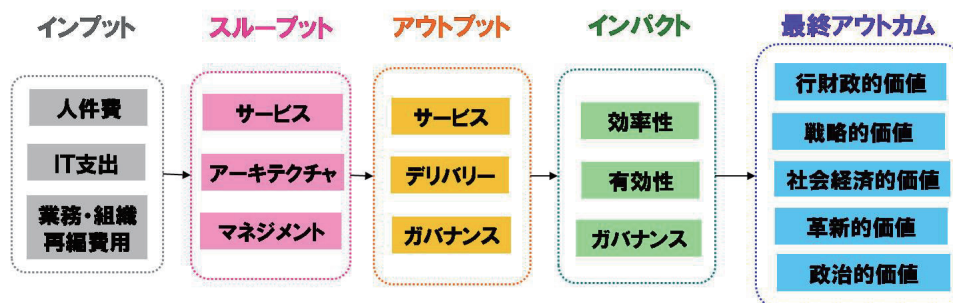 インプット
人件費
IT支出
業務・組織
再編費用
スループット
サービス
アーキテクチャ
マネジメント
アウトプット
サービス
デリバリー
ガバナンス
インパクト
効率性
有効性
ガバナンス
最終アウトカム
行財政的価値
戦略的価値
社会経済的価値
革新的価値
政治的価値